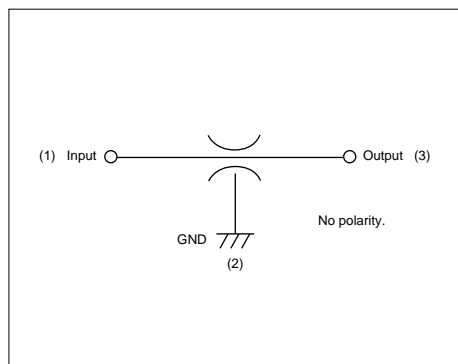 (1) Input Output (3)
No polarity.
GND
(2)